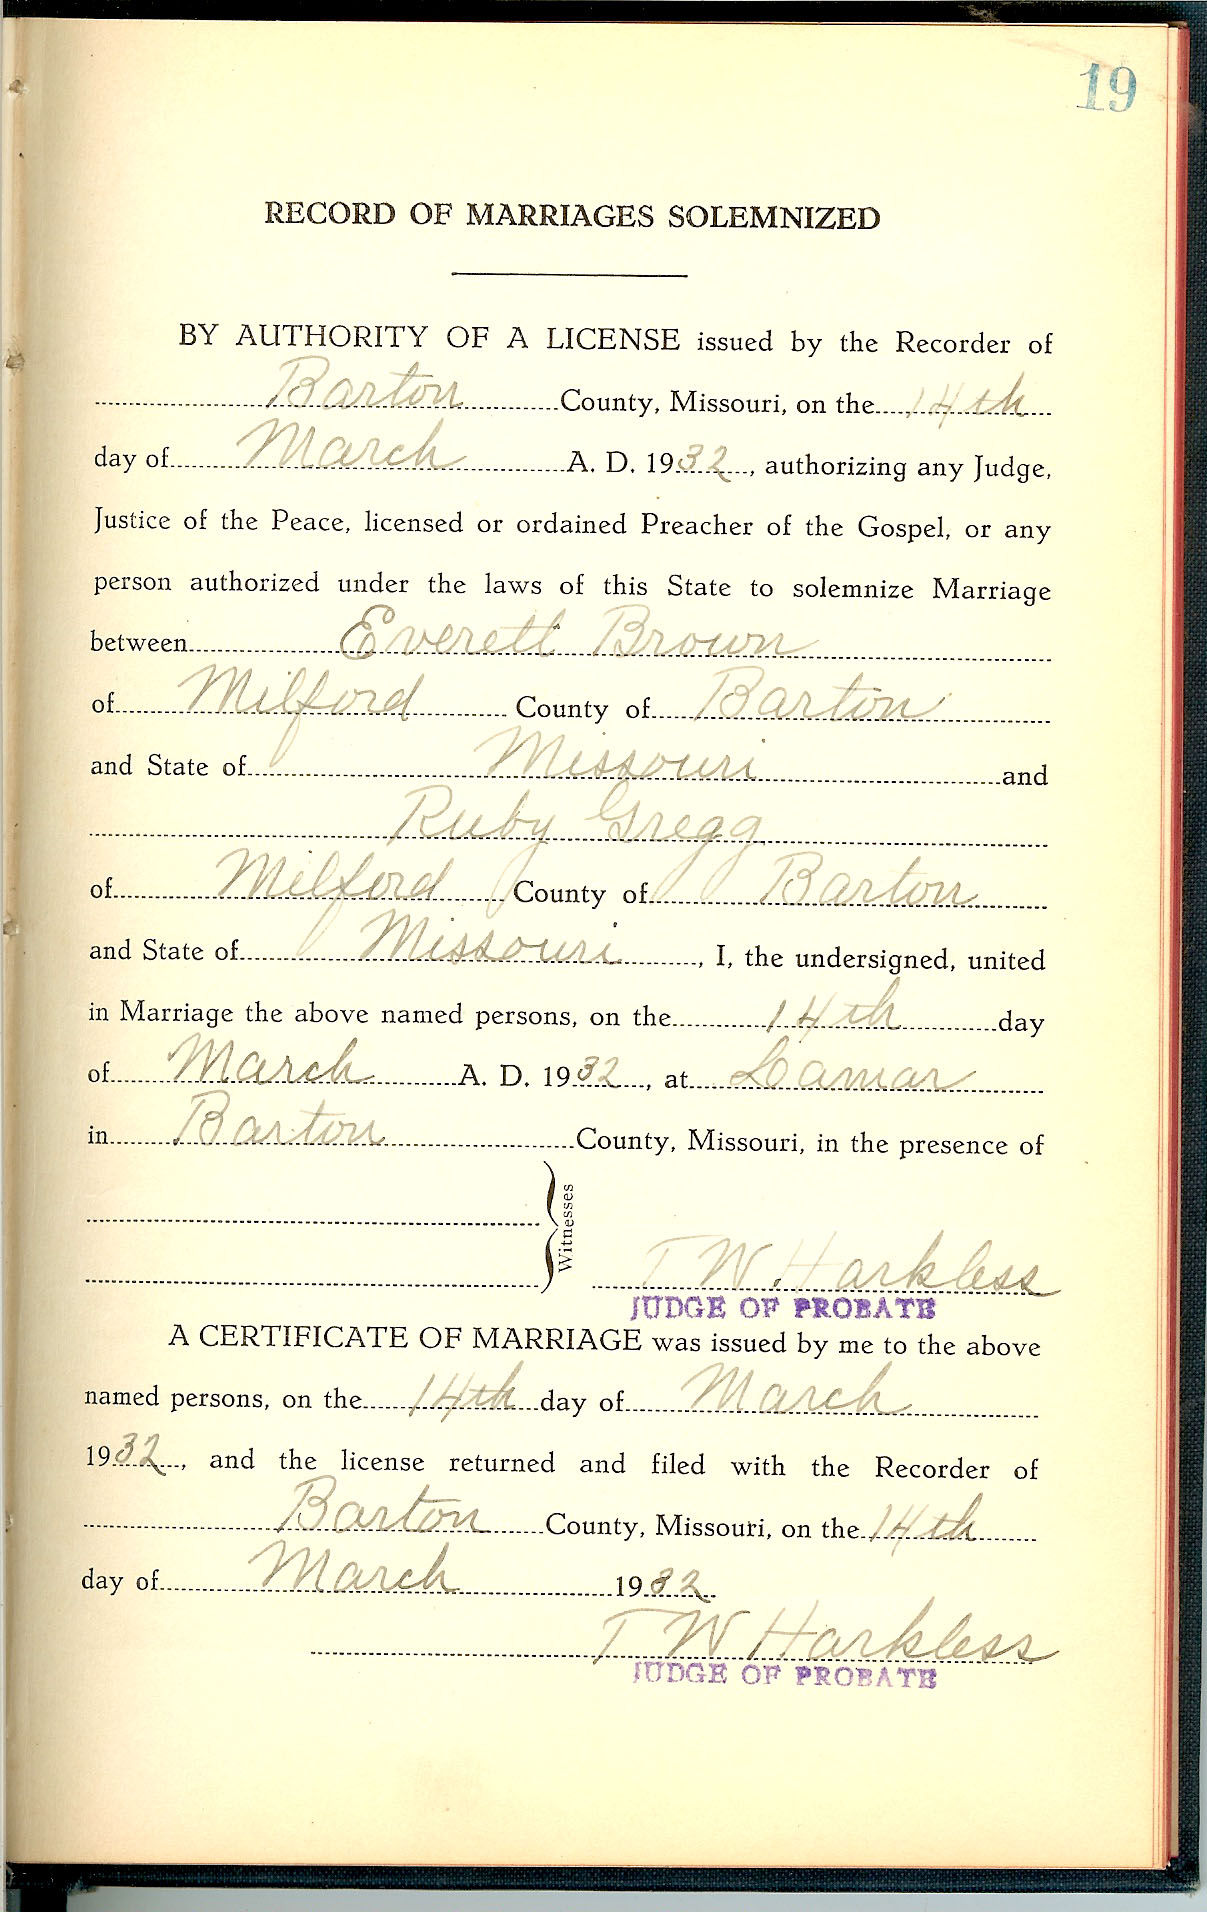 19
RECORD OF MARRIAGES SOLEMNIZED
BY AUTHORITY OF A LICENSE issued by the Recorder of
Barton County, Missouri, on the 14th
day of March A. D. 1932, authorizing any Judge,
Justice of the Peace, licensed or ordained Preacher of the Gospel, or any
person authorized under the laws of this State to solemnize Marriage
between Everett Brown
of Milford County of Barton
and State of Missouri and
Ruby Gregg
of Milford County of Barton
and State of Missouri, I, the undersigned, united
in Marriage the above named persons, on the 14th day
of March A. D. 1932, at Lamar
in Barton County, Missouri, in the presence of
Witnesses
T W Harkless
JUDGE OF PROBATE
A CERTIFICATE OF MARRIAGE was issued by me to the above
named persons, on the 14th day of March
1932, and the license returned and filed with the Recorder of
Barton County, Missouri, on the 14th
day of March 1932.
T W Harkless
JUDGE OF PROBATE